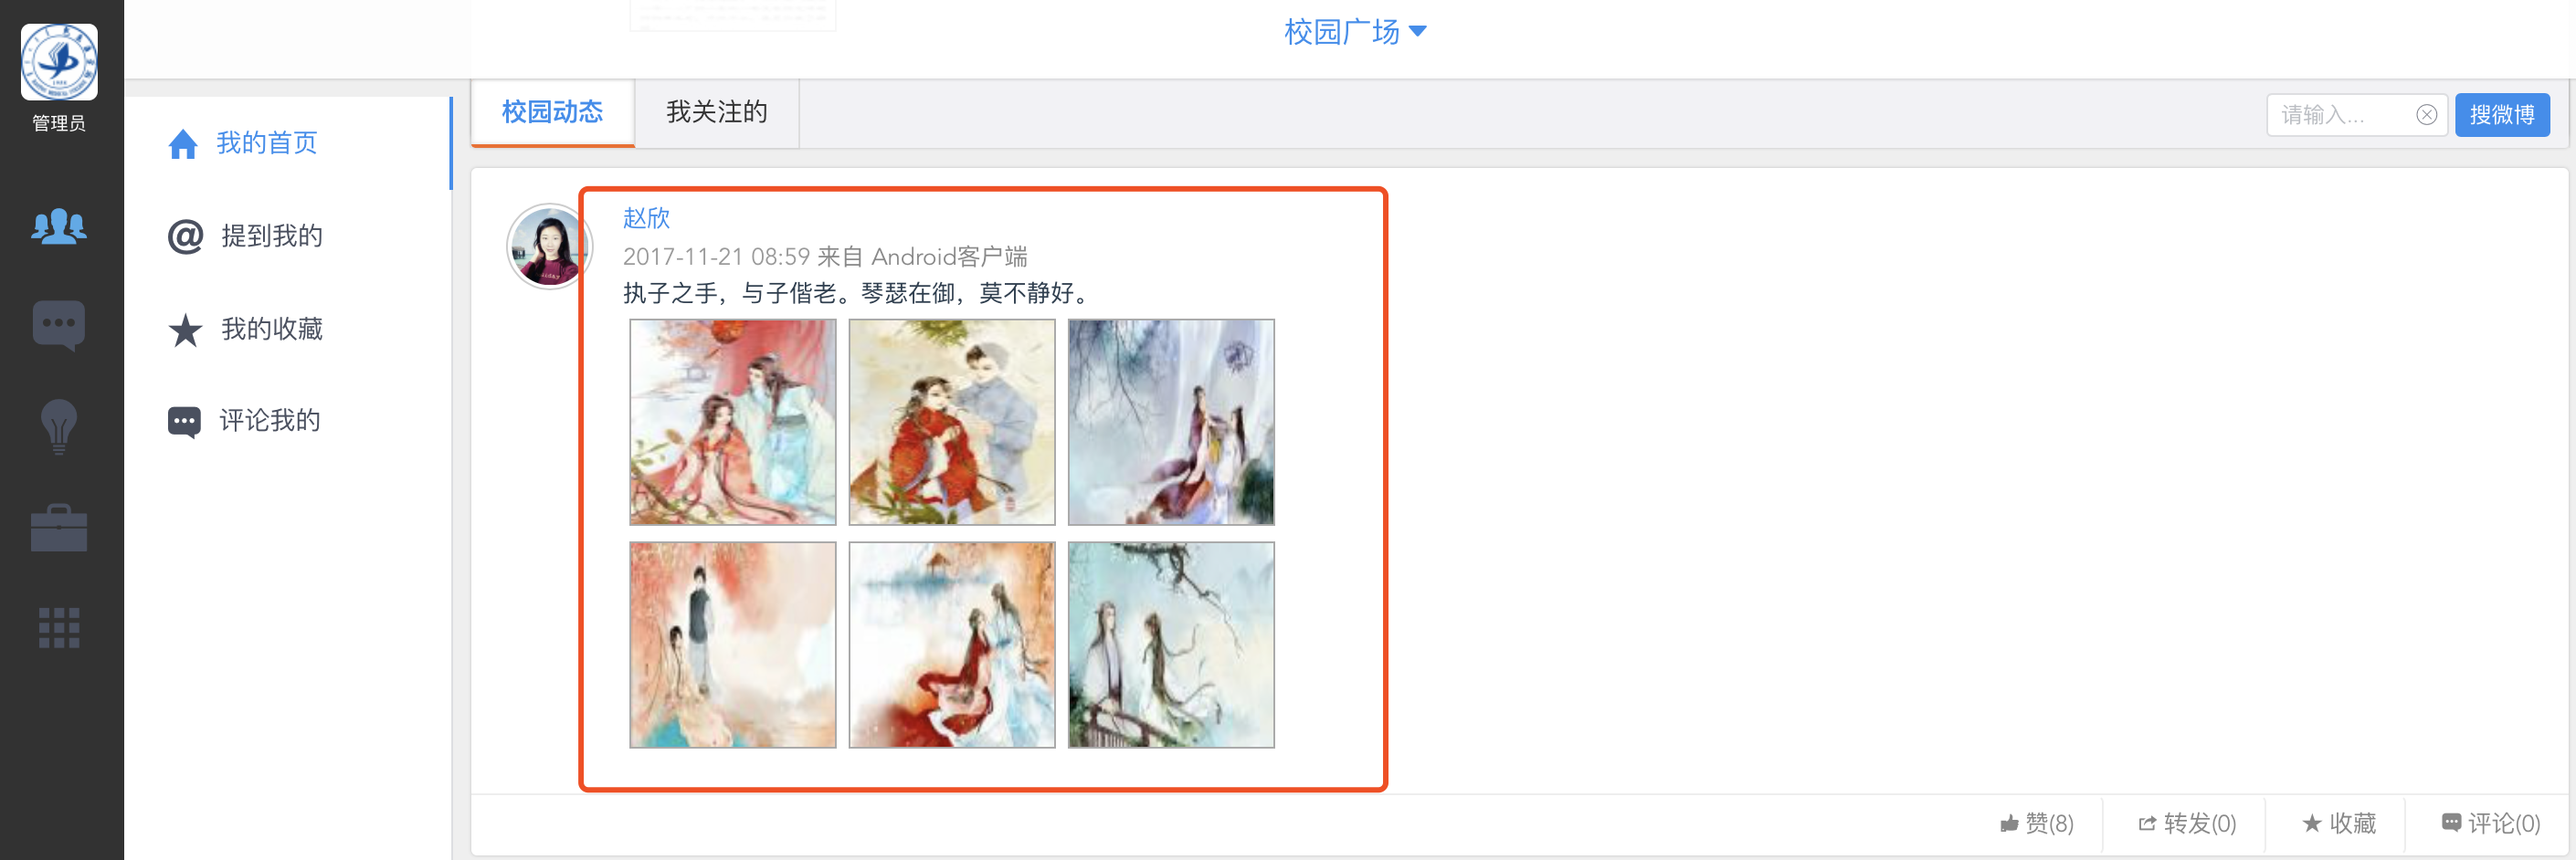 校园广场
管理员
我的首页
提到我的
我的收藏
评论我的
校园动态
我关注的
请输入...
搜微博
赵欣
2017-11-21 08:59 来自 Android客户端
执子之手，与子偕老。琴瑟在御，莫不静好。
赞(8)
转发(0)
收藏
评论(0)